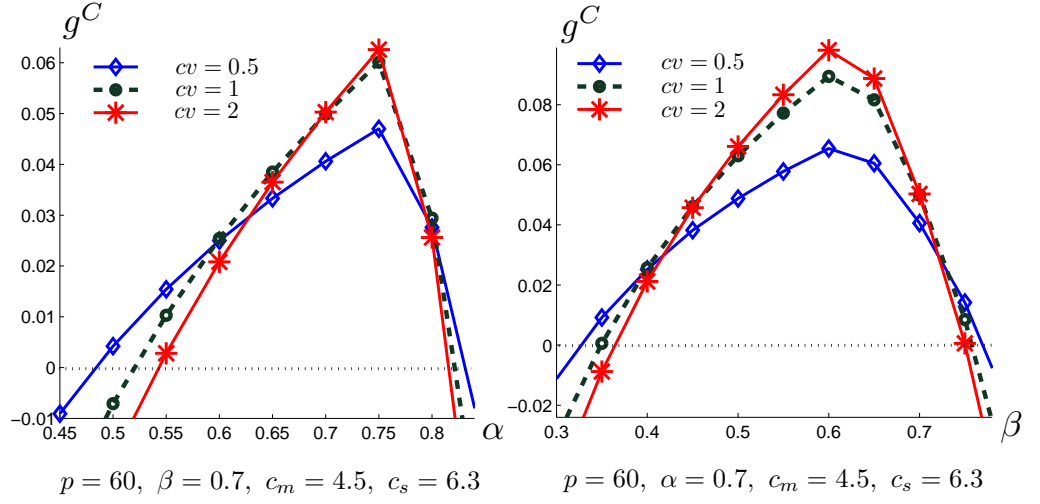 g^C
0.06
0.05
0.04
0.03
0.02
0.01
0
−0.01
cv = 0.5
cv = 1
cv = 2
0.45 0.5 0.55 0.6 0.65 0.7 0.75 0.8 α
p = 60, β = 0.7, c_m = 4.5, c_s = 6.3
g^C
0.08
0.06
0.04
0.02
0
−0.02
cv = 0.5
cv = 1
cv = 2
0.3 0.4 0.5 0.6 0.7 β
p = 60, α = 0.7, c_m = 4.5, c_s = 6.3